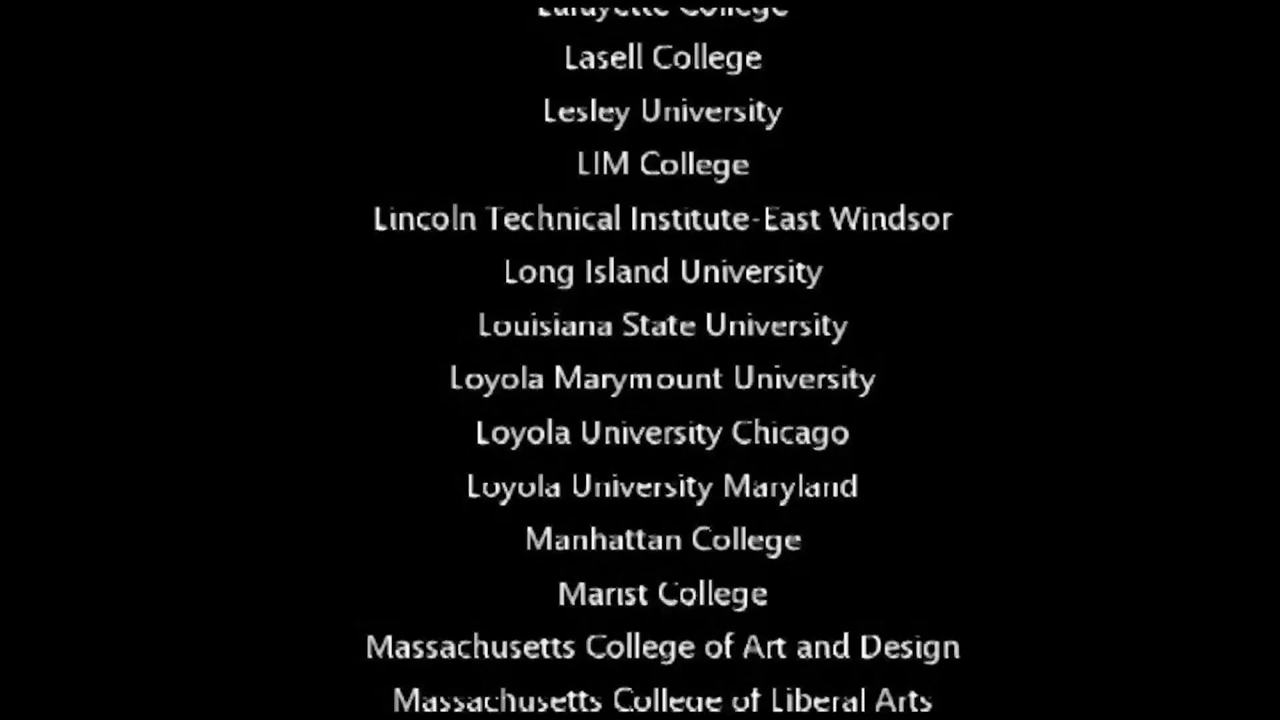 Lafayette College
Lasell College
Lesley University
LIM College
Lincoln Technical Institute-East Windsor
Long Island University
Louisiana State University
Loyola Marymount University
Loyola University Chicago
Loyola University Maryland
Manhattan College
Marist College
Massachusetts College of Art and Design
Massachusetts College of Liberal Arts